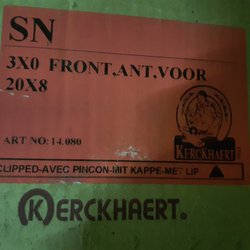 SN
3X0 FRONT,ANT,VOOR
20X8
ART NO: 14.080
KERCKHAERT
CLIPPED-AVEC PINCON-MIT KAPPE-MET LIP
KERCKHAERT®